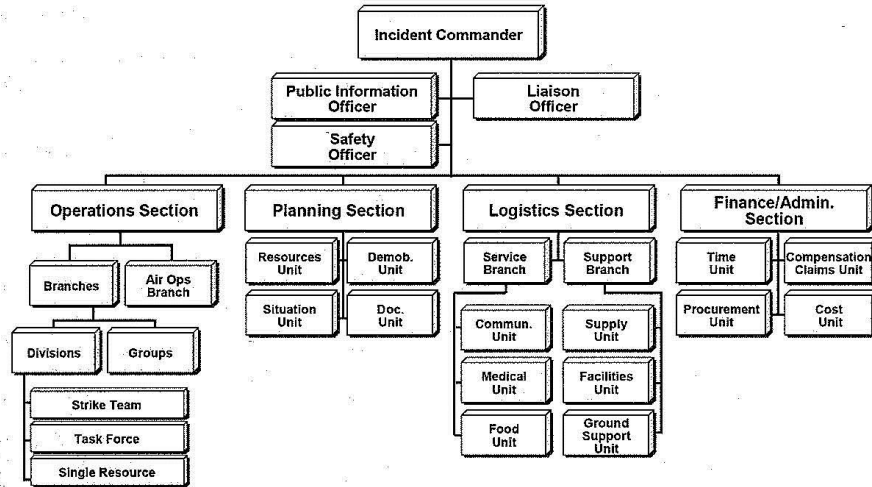 Incident Commander
Public Information
Officer
Liaison
Officer
Safety
Officer
Operations Section
Planning Section
Logistics Section
Finance/Admin.
Section
Branches
Air Ops
Branch
Divisions
Groups
Strike Team
Task Force
Single Resource
Resources
Unit
Demob.
Unit
Situation
Unit
Doc.
Unit
Service
Branch
Support
Branch
Commun.
Unit
Supply
Unit
Medical
Unit
Facilities
Unit
Food
Unit
Ground
Support
Unit
Time
Unit
Compensation
Claims Unit
Procurement
Unit
Cost
Unit